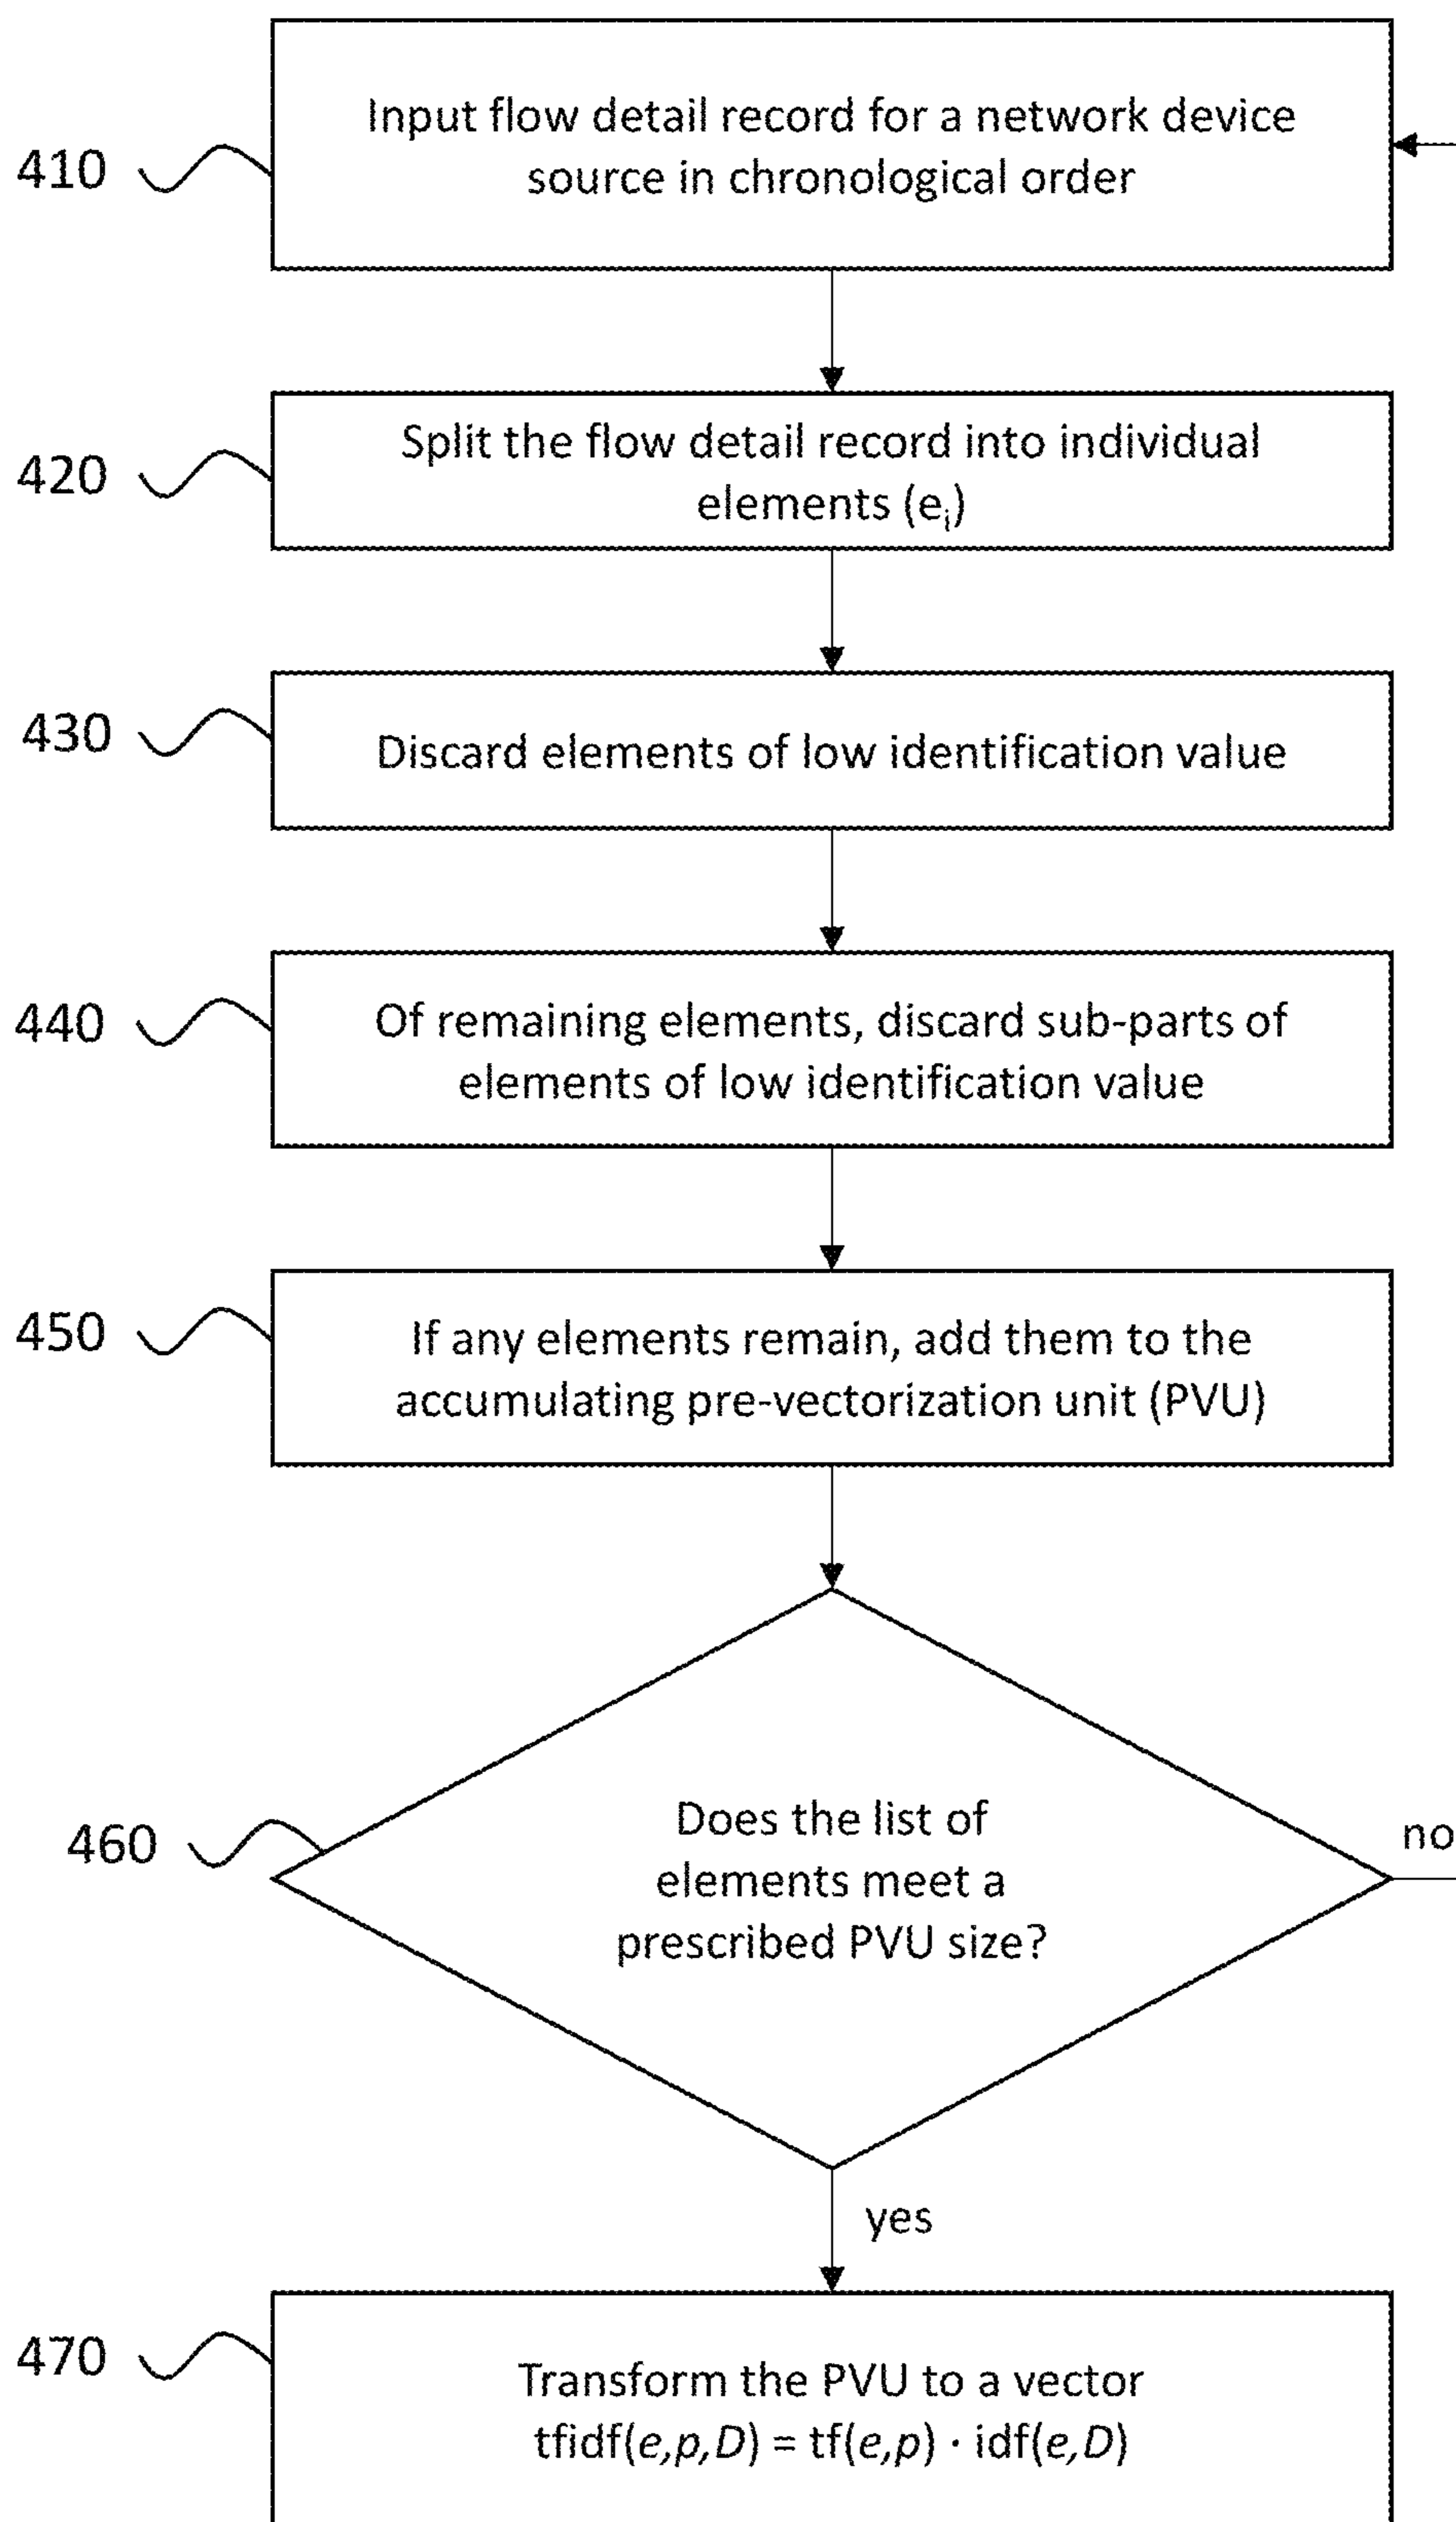 Input flow detail record for a network device
source in chronological order
410
Split the flow detail record into individual
elements (eᵢ)
420
Discard elements of low identification value
430
Of remaining elements, discard sub-parts of
elements of low identification value
440
If any elements remain, add them to the
accumulating pre-vectorization unit (PVU)
450
Does the list of
elements meet a
prescribed PVU size?
460
no
yes
Transform the PVU to a vector
tfidf(e,p,D) = tf(e,p) · idf(e,D)
470